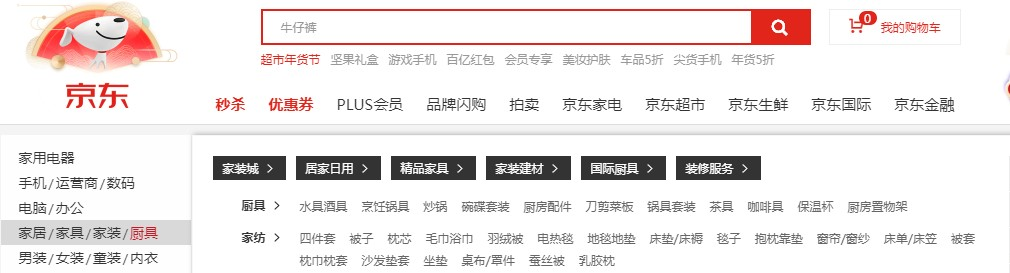 牛仔裤
0 我的购物车
超市年货节 坚果礼盒 游戏手机 百亿红包 会员专享 美妆护肤 车品5折 尖货手机 年货5折
京东
秒杀 优惠券 PLUS会员 品牌闪购 拍卖 京东家电 京东超市 京东生鲜 京东国际 京东金融
家用电器
手机/运营商/数码
电脑/办公
家居/家具/家装/厨具
男装/女装/童装/内衣
家装城 > 居家日用 > 精品家具 > 家装建材 > 国际厨具 > 装修服务 >
厨具 > 水具酒具 烹饪锅具 炒锅 碗碟套装 厨房配件 刀剪菜板 锅具套装 茶具 咖啡具 保温杯 厨房置物架
家纺 > 四件套 被子 枕芯 毛巾浴巾 羽绒被 电热毯 地毯地垫 床垫/床褥 毯子 抱枕靠垫 窗帘/窗纱 床单/床笠 被套
枕巾枕套 沙发垫套 坐垫 桌布/罩件 蚕丝被 乳胶枕